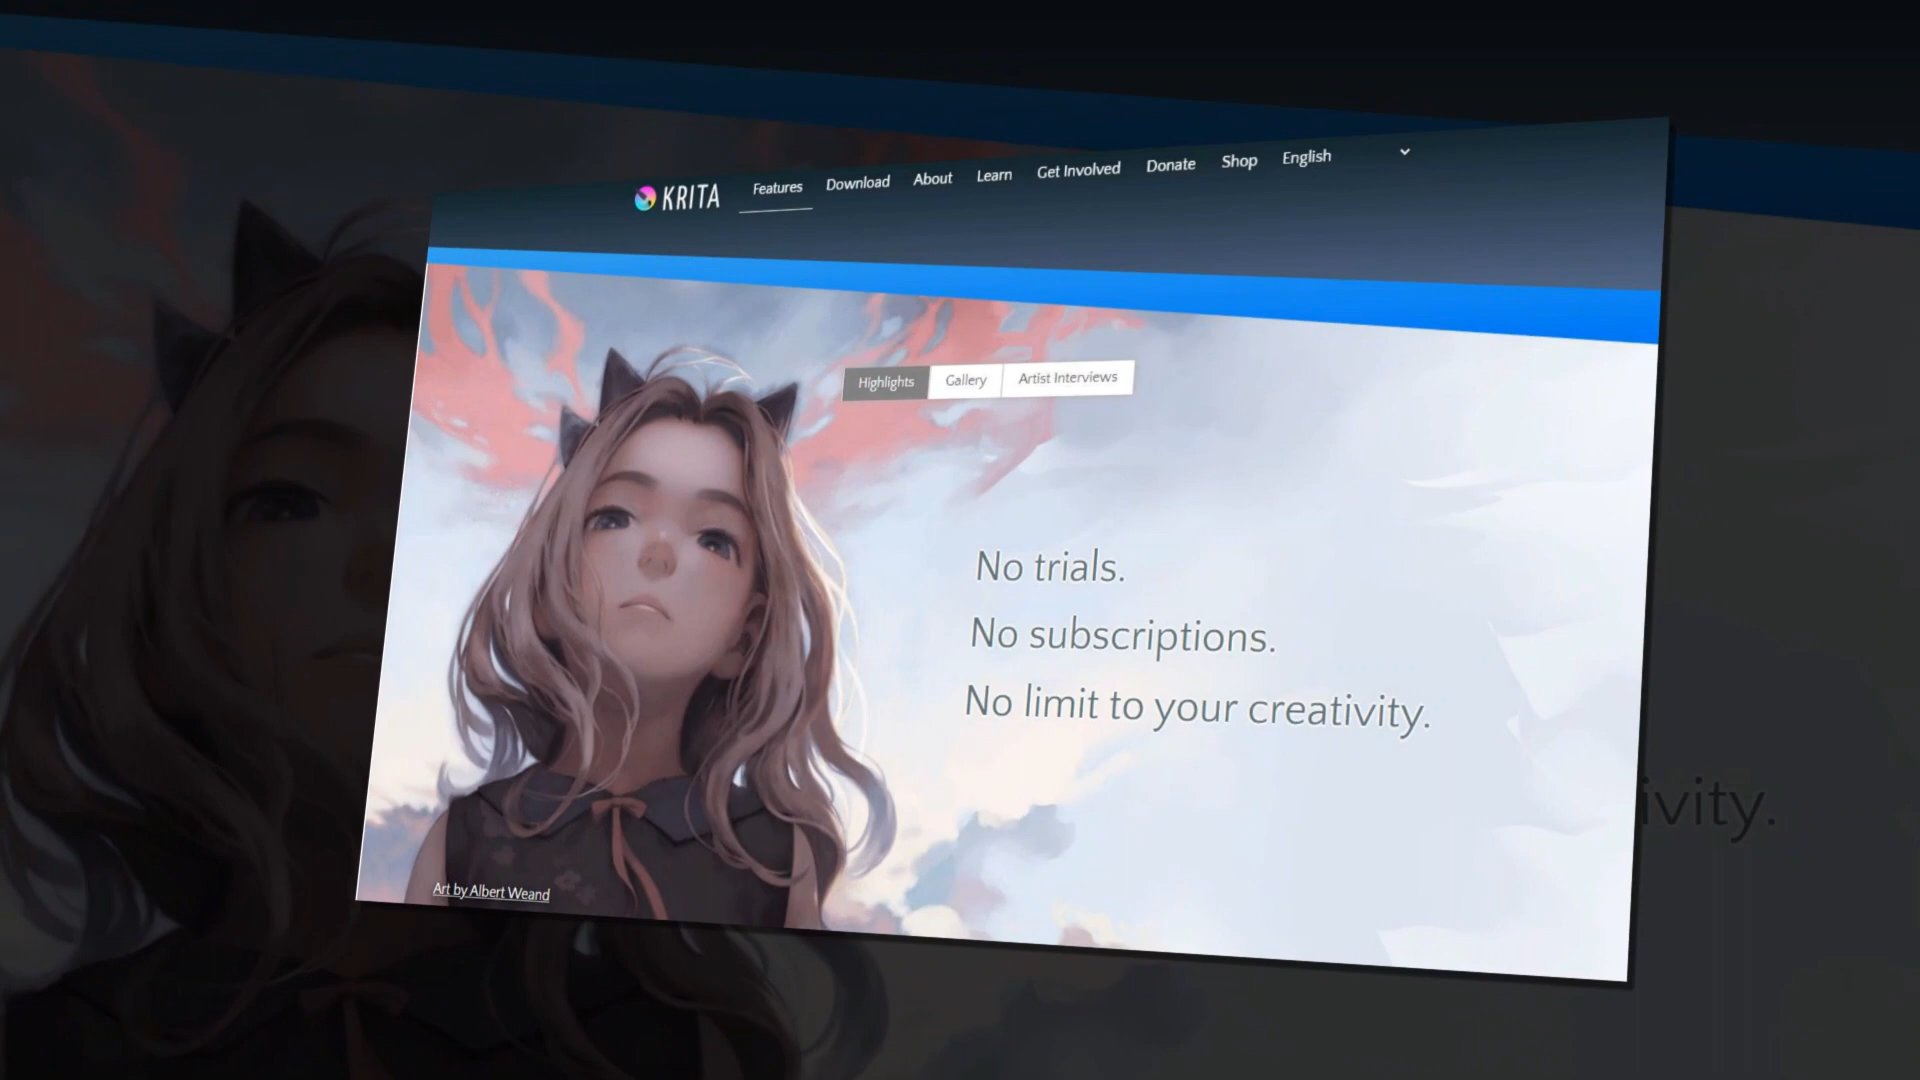 KRITA
Features
Download
About
Learn
Get Involved
Donate
Shop
English
Highlights
Gallery
Artist Interviews
No trials.
No subscriptions.
No limit to your creativity.
ivity.
Art by Albert Weand